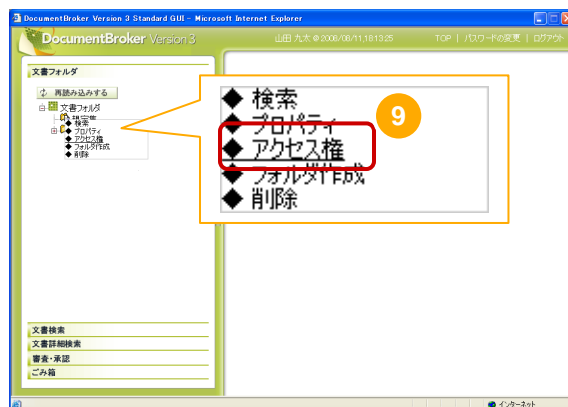 DocumentBroker Version 3 Standard GUI - Microsoft Internet Explorer
DocumentBroker Version 3
山田 九太 @ 2008/08/11,18:13:25
TOP | パスワードの変更 | ログアウト
文書フォルダ
再読み込みする
文書フォルダ
規定集
◆ 検索
◆ プロパティ
◆ アクセス権
◆ フォルダ作成
◆ 削除
◆ 検索
◆ プロパティ
◆ アクセス権
◆ フォルダ作成
◆ 削除
9
文書検索
文書詳細検索
審査・承認
ごみ箱
インターネット